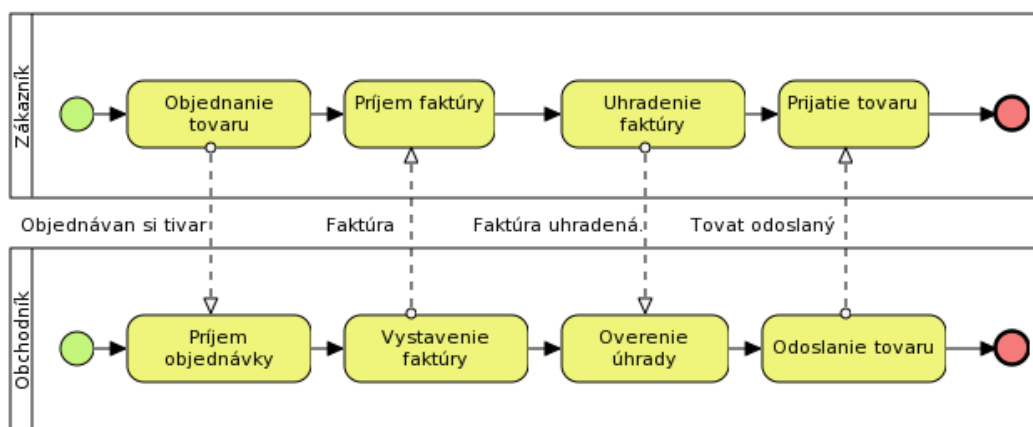 Zákazník
Objednanie
tovaru
Príjem faktúry
Uhradenie
faktúry
Prijatie tovaru
Objednávan si tivar
Faktúra
Faktúra uhradená.
Tovat odoslaný
Obchodník
Príjem
objednávky
Vystavenie
faktúry
Overenie
úhrady
Odoslanie tovaru